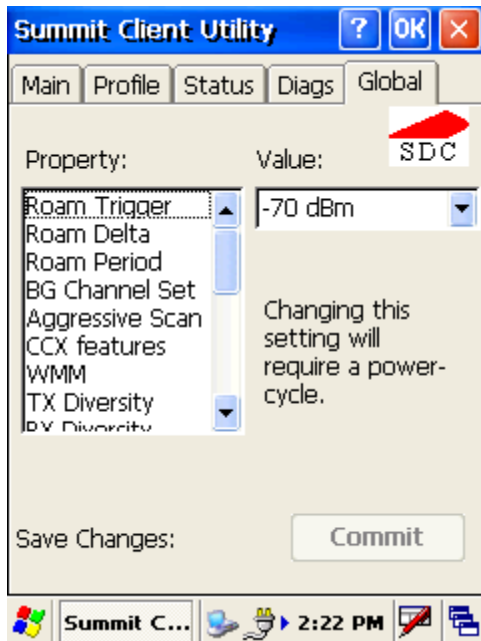 Summit Client Utility ? OK X
Main Profile Status Diags Global
SDC
Property: Value:
Roam Trigger -70 dBm
Roam Delta
Roam Period
BG Channel Set
Aggressive Scan
CCX features
WMM
TX Diversity
RX Diversity
Changing this
setting will
require a power-
cycle.
Save Changes: Commit
Summit C... 2:22 PM